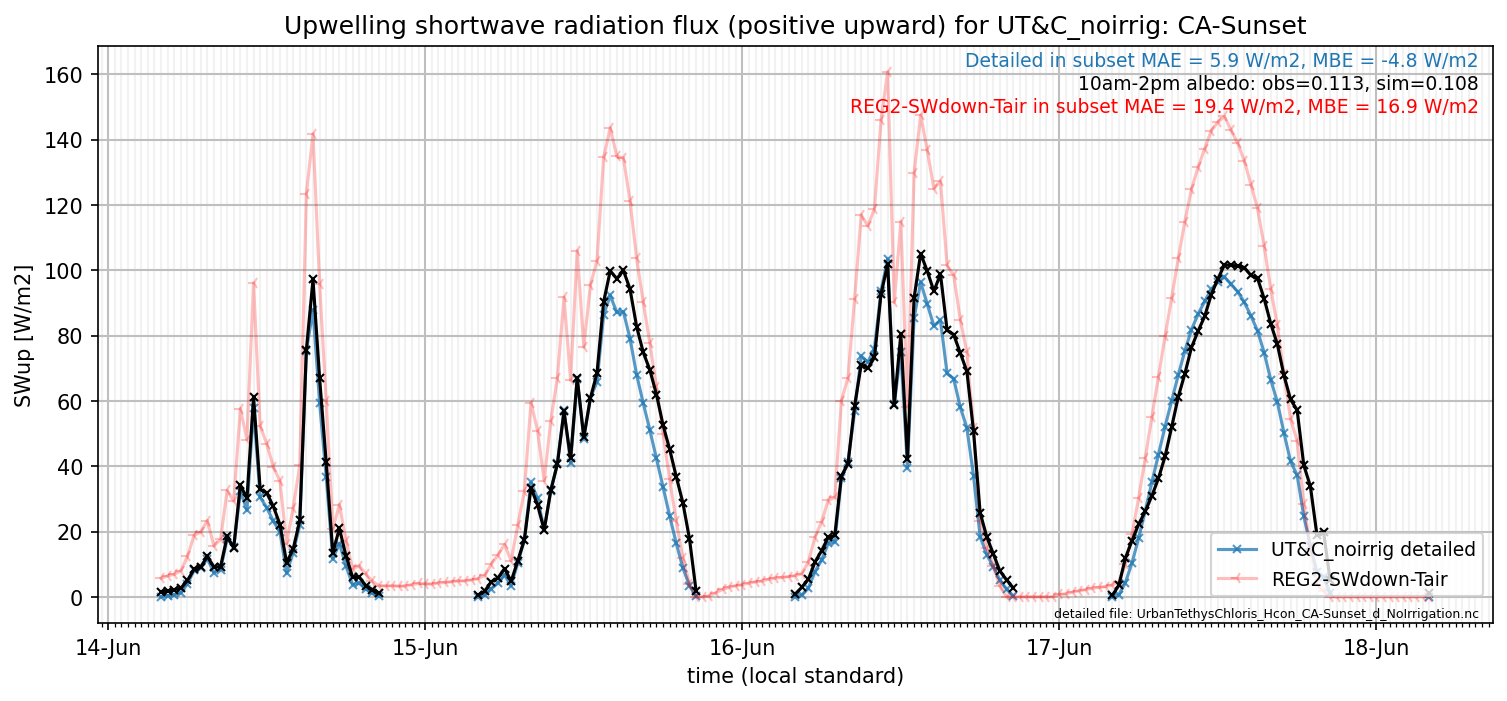 Upwelling shortwave radiation flux (positive upward) for UT&C_noirrig: CA-Sunset
Detailed in subset MAE = 5.9 W/m2, MBE = -4.8 W/m2
10am-2pm albedo: obs=0.113, sim=0.108
REG2-SWdown-Tair in subset MAE = 19.4 W/m2, MBE = 16.9 W/m2
SWup [W/m2]
160
140
120
100
80
60
40
20
0
UT&C_noirrig detailed
REG2-SWdown-Tair
detailed file: UrbanTethysChloris_Hcon_CA-Sunset_d_NoIrrigation.nc
14-Jun 15-Jun 16-Jun 17-Jun 18-Jun
time (local standard)